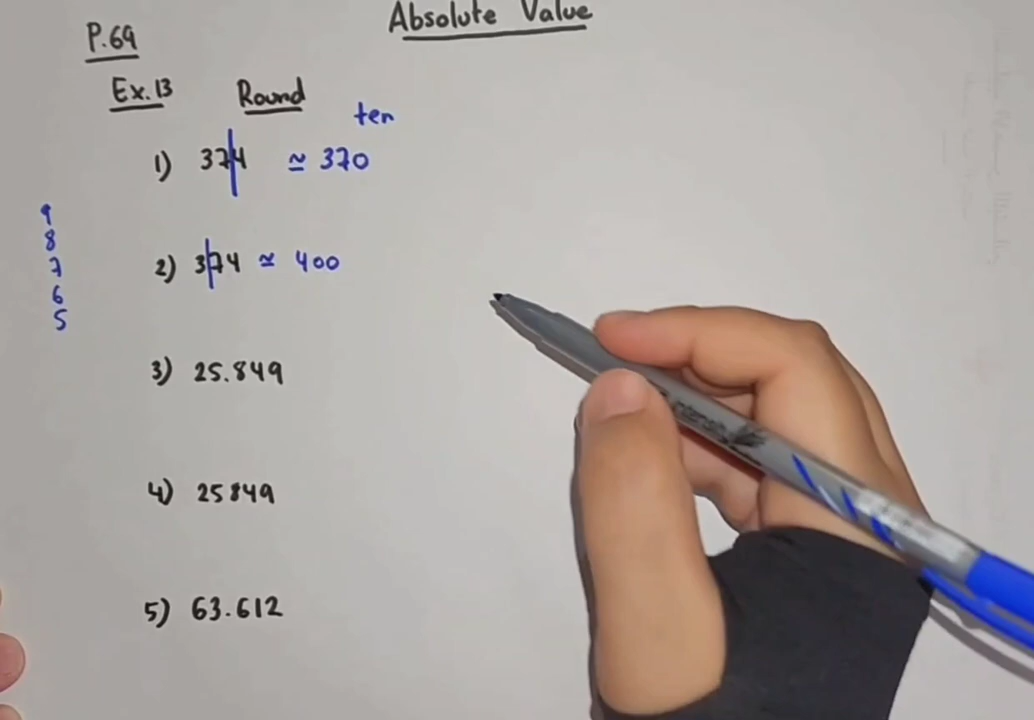 Absolute Value
P.69
Ex.13 Round
ten
1) 374 ≃ 370
2) 374 ≃ 400
9
8
7
6
5
3) 25.849
4) 25849
5) 63.612